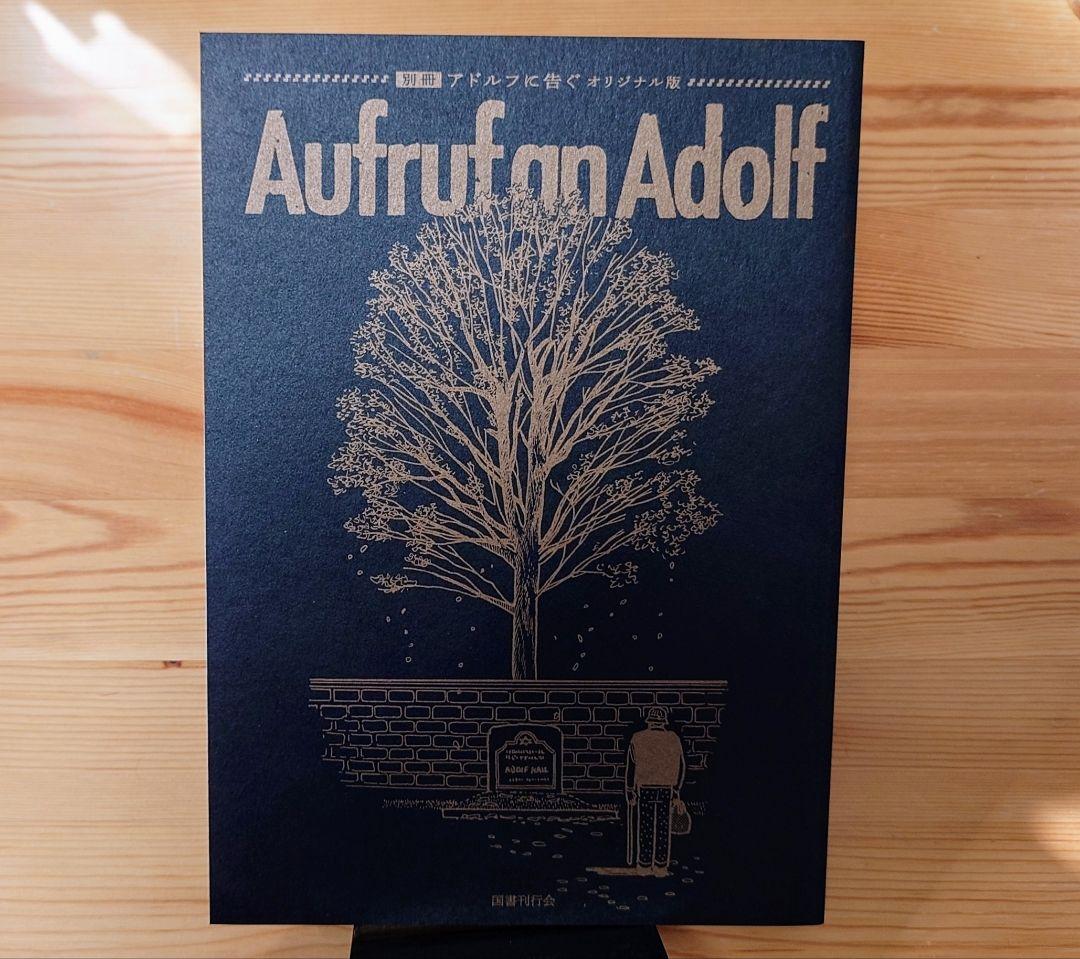 別冊 アドルフに告ぐ オリジナル版
Aufruf an Adolf
ADOLF KAIL
国書刊行会